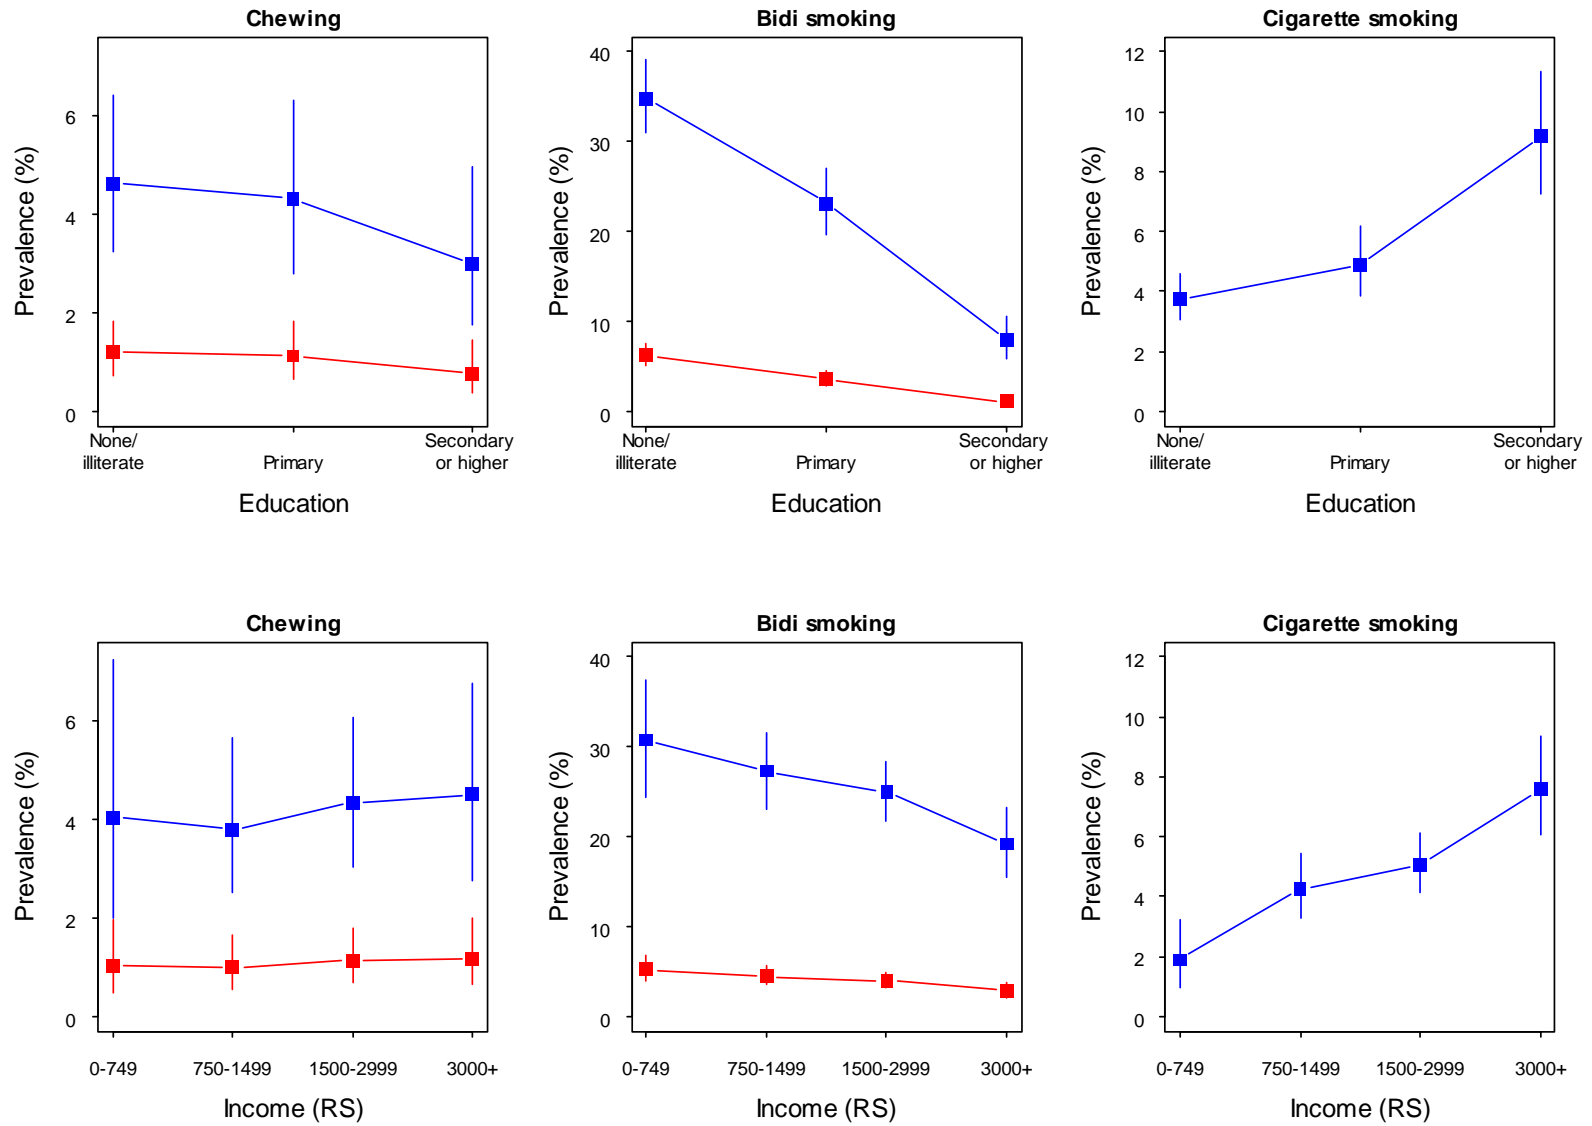 Chewing
Prevalence (%)
6
4
2
0
None/
illiterate
Primary
Secondary
or higher
Education
Bidi smoking
Prevalence (%)
40
30
20
10
0
None/
illiterate
Primary
Secondary
or higher
Education
Cigarette smoking
Prevalence (%)
12
10
8
6
4
2
0
None/
illiterate
Primary
Secondary
or higher
Education
Chewing
Prevalence (%)
6
4
2
0
0-749 750-1499 1500-2999 3000+
Income (RS)
Bidi smoking
Prevalence (%)
40
30
20
10
0
0-749 750-1499 1500-2999 3000+
Income (RS)
Cigarette smoking
Prevalence (%)
12
10
8
6
4
2
0
0-749 750-1499 1500-2999 3000+
Income (RS)